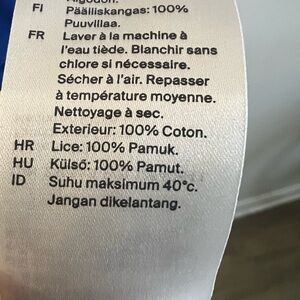 Algodón.
FI Pääiliskangas: 100%
Puuvillaa.
FR Laver à la machine à
l'eau tiède. Blanchir sans
chlore si nécessaire.
Sécher à l'air. Repasser
à température moyenne.
Nettoyage à sec.
Exterieur: 100% Coton.
HR Lice: 100% Pamuk.
HU Külső: 100% Pamut.
ID Suhu maksimum 40°c.
Jangan dikelantang.